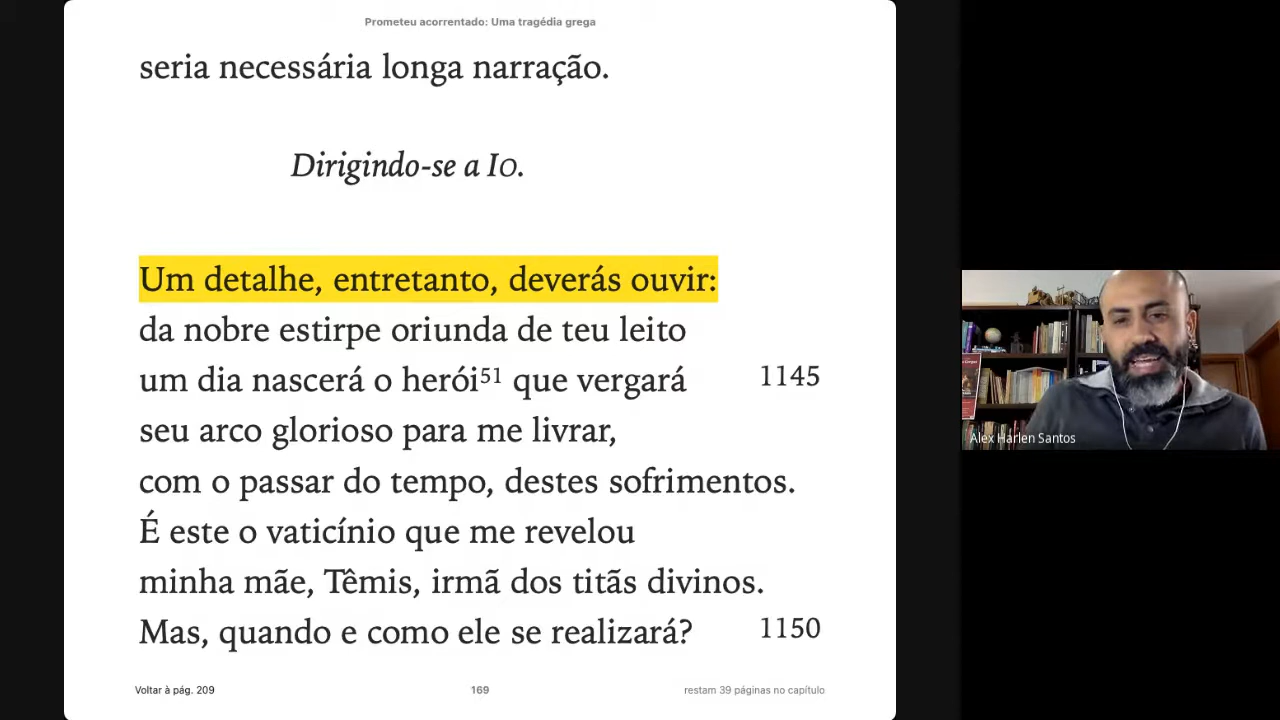 Prometeu acorrentado: Uma tragédia grega
seria necessária longa narração.
Dirigindo-se a IO.
Um detalhe, entretanto, deverás ouvir:
da nobre estirpe oriunda de teu leito
um dia nascerá o herói⁵¹ que vergará 1145
seu arco glorioso para me livrar,
com o passar do tempo, destes sofrimentos.
É este o vaticínio que me revelou
minha mãe, Têmis, irmã dos titãs divinos.
Mas, quando e como ele se realizará? 1150
Voltar à pág. 209 169 restam 39 páginas no capítulo
Alex Harlen Santos